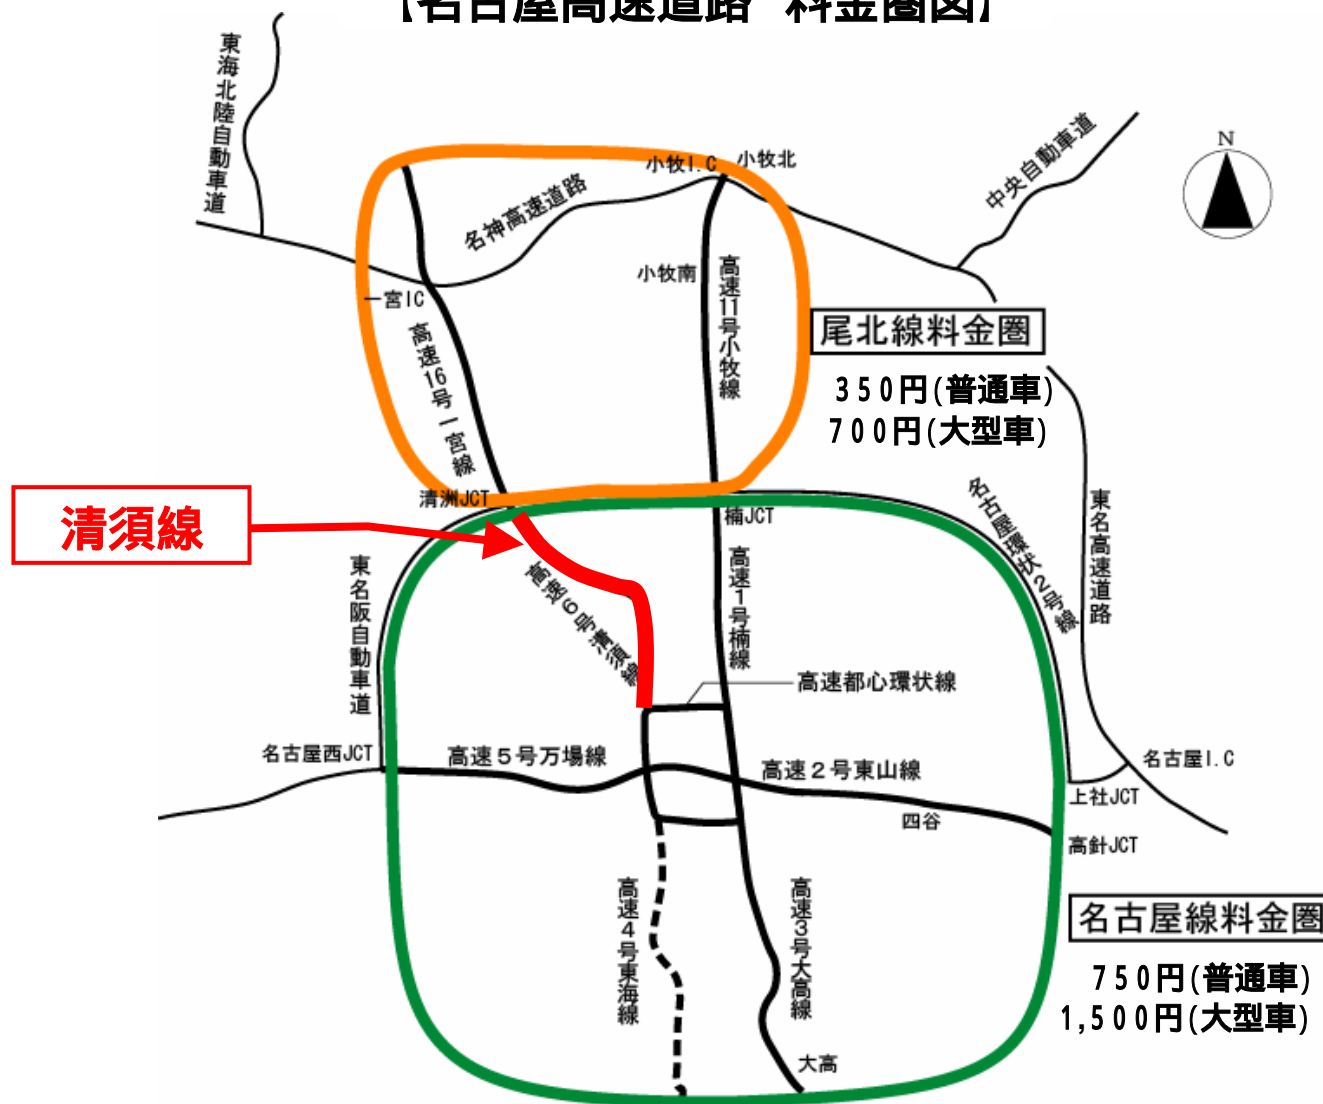 【名古屋高速道路 料金圏図】
東海北陸自動車道
小牧I.C
小牧北
中央自動車道
N
名神高速道路
小牧南
高速11号小牧線
一宮IC
高速16号一宮線
尾北線料金圏
350円(普通車)
700円(大型車)
清洲JCT
楠JCT
名古屋環状2号線
東名高速道路
清須線
東名阪自動車道
高速6号清須線
高速1号楠線
高速都心環状線
名古屋西JCT
高速5号万場線
高速2号東山線
名古屋I.C
上社JCT
四谷
高針JCT
高速4号東海線
高速3号大高線
名古屋線料金圏
750円(普通車)
1,500円(大型車)
大高